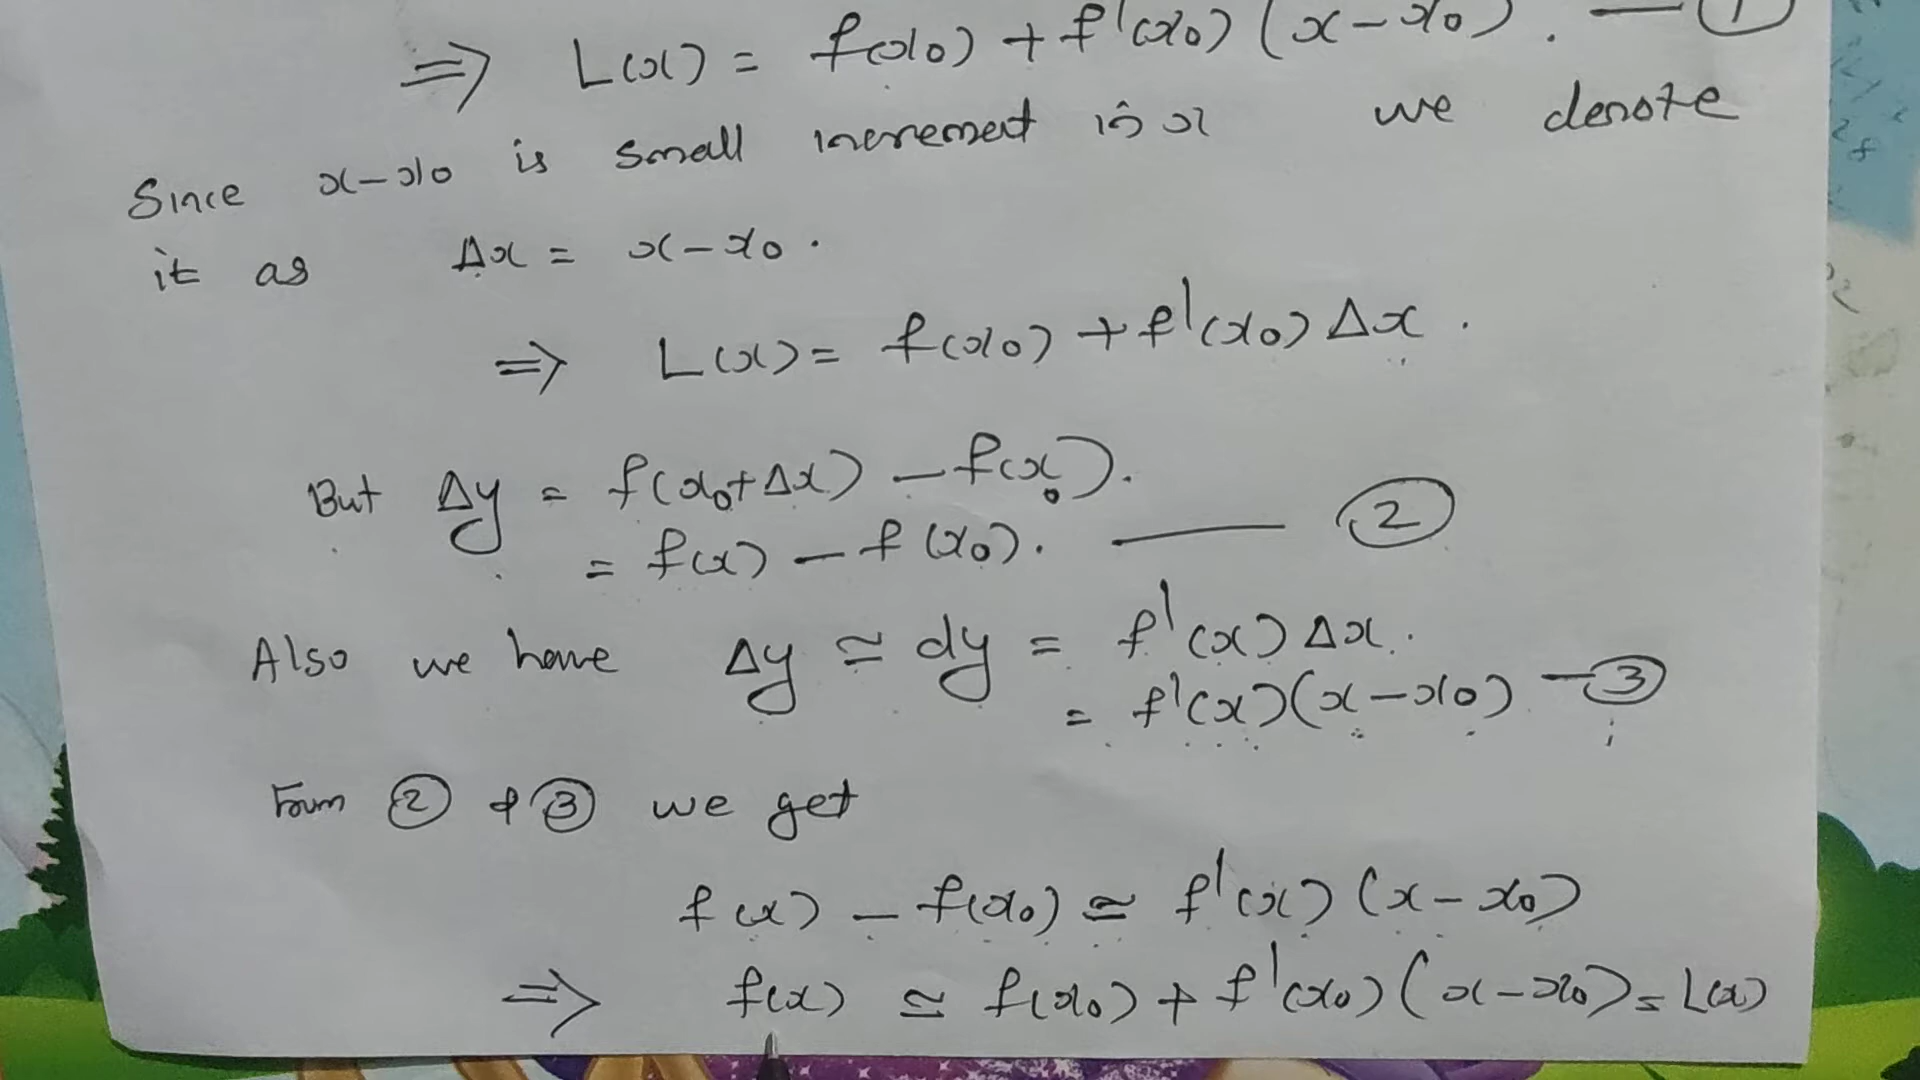 ⇒ L(x) = f(x₀) + f'(x₀) (x - x₀). — ①
Since x-x₀ is small increment in x we denote
it as Δx = x - x₀.
⇒ L(x) = f(x₀) + f'(x₀) Δx.
But Δy = f(x₀+Δx) - f(x₀).
= f(x) - f(x₀). — ②
Also we have Δy ≃ dy = f'(x) Δx.
= f'(x)(x-x₀) — ③
From ② & ③ we get
f(x) - f(x₀) ≃ f'(x) (x-x₀)
⇒ f(x) ≃ f(x₀) + f'(x₀) (x-x₀) = L(x)